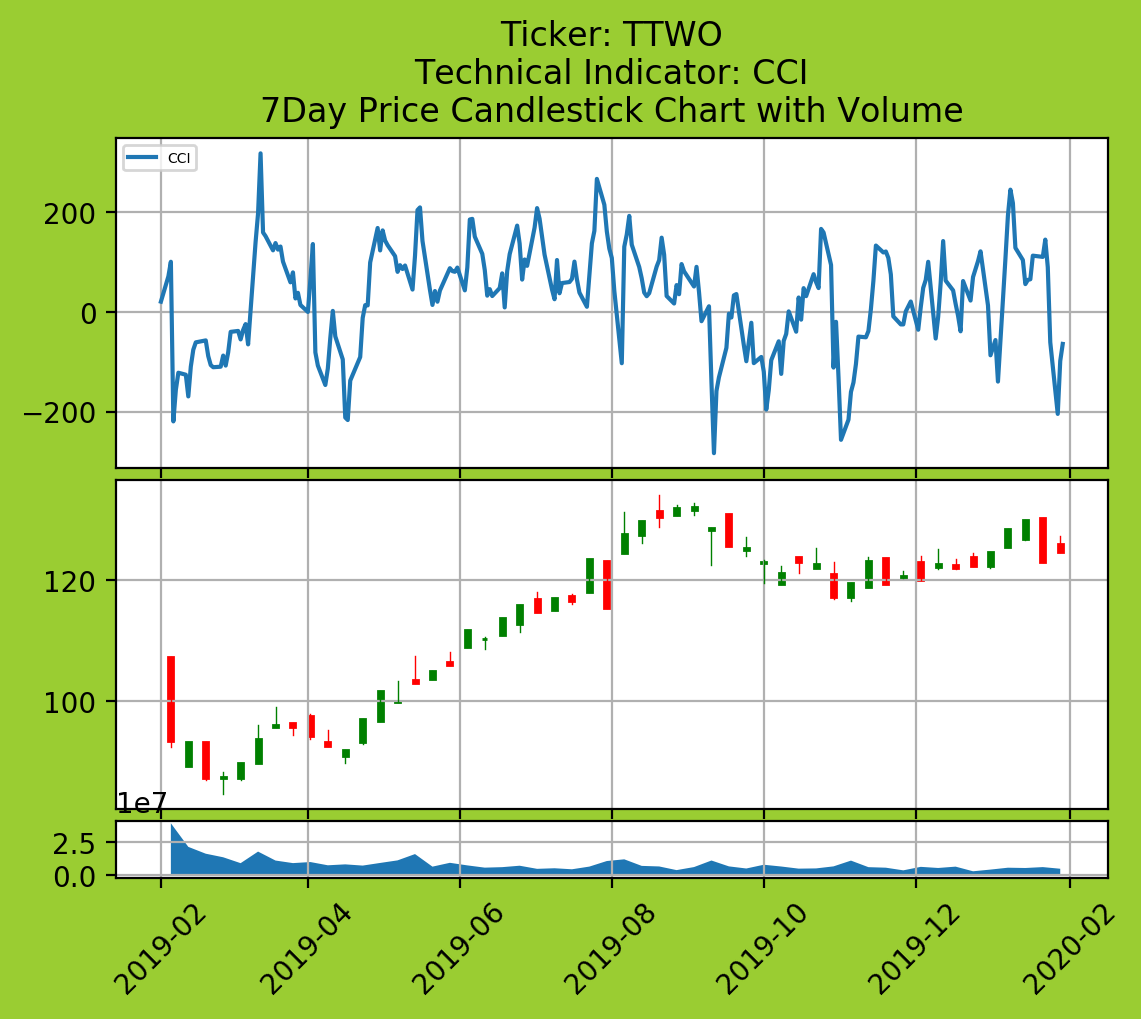 Ticker: TTWO
Technical Indicator: CCI
7Day Price Candlestick Chart with Volume
CCI
200
0
−200
120
100
1e7
2.5
0.0
2019-02
2019-04
2019-06
2019-08
2019-10
2019-12
2020-02